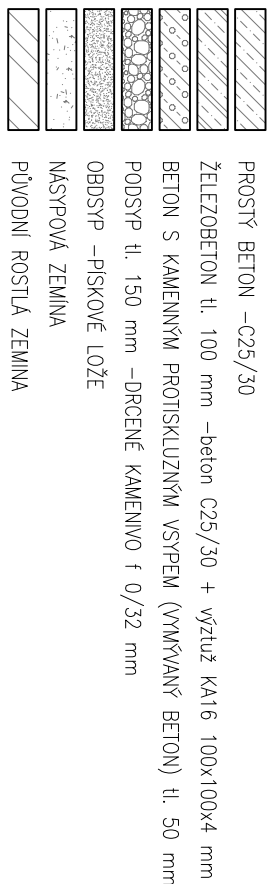 PROSTÝ BETON –C25/30
ŽELEZOBETON tl. 100 mm –beton C25/30 + výztuž KA16 100x100x4 mm
BETON S KAMENNÝM PROTISKLUZNÝM VSYPEM (VYMÝVANÝ BETON) tl. 50 mm
PODSYP tl. 150 mm –DRCENÉ KAMENIVO f 0/32 mm
OBDSYP –PÍSKOVÉ LOŽE
NÁSYPOVÁ ZEMÍNA
PŮVODNÍ ROSTLÁ ZEMINA